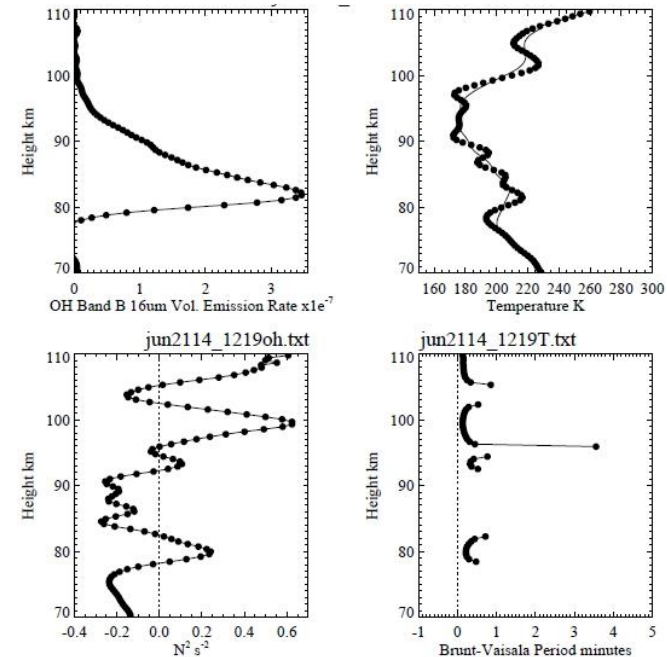 110
100
90
80
70
Height km
0 1 2 3
OH Band B 16um Vol. Emission Rate x1e-7
110
100
90
80
70
Height km
160 180 200 220 240 260 280 300
Temperature K
jun2114_1219oh.txt
110
100
90
80
70
Height km
-0.4 -0.2 0.0 0.2 0.4 0.6
N² s⁻²
jun2114_1219T.txt
110
100
90
80
70
Height km
-1 0 1 2 3 4 5
Brunt-Vaisala Period minutes